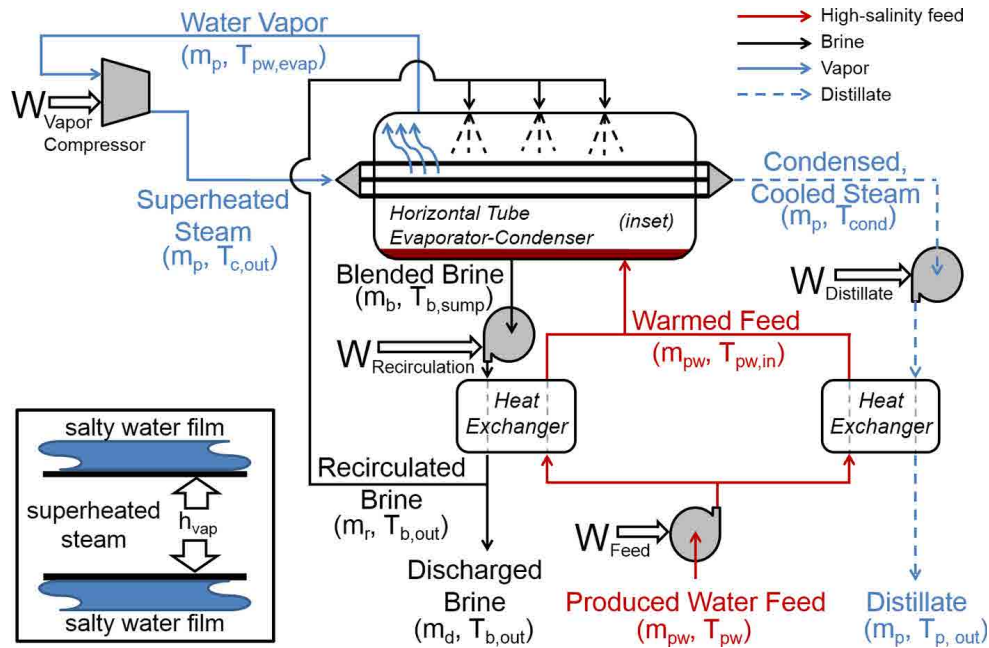 Water Vapor
(mp, Tpw,evap)
High-salinity feed
Brine
Vapor
Distillate
W Vapor
Compressor
Superheated
Steam
(mp, Tc,out)
Horizontal Tube
Evaporator-Condenser
(inset)
Condensed,
Cooled Steam
(mp, Tcond)
Blended Brine
(mb, Tb,sump)
W Distillate
W Recirculation
Warmed Feed
(mpw, Tpw,in)
Heat
Exchanger
Heat
Exchanger
salty water film
superheated
steam
hvap
salty water film
Recirculated
Brine
(mr, Tb,out)
W Feed
Discharged
Brine
(md, Tb,out)
Produced Water Feed
(mpw, Tpw)
Distillate
(mp, Tp, out)